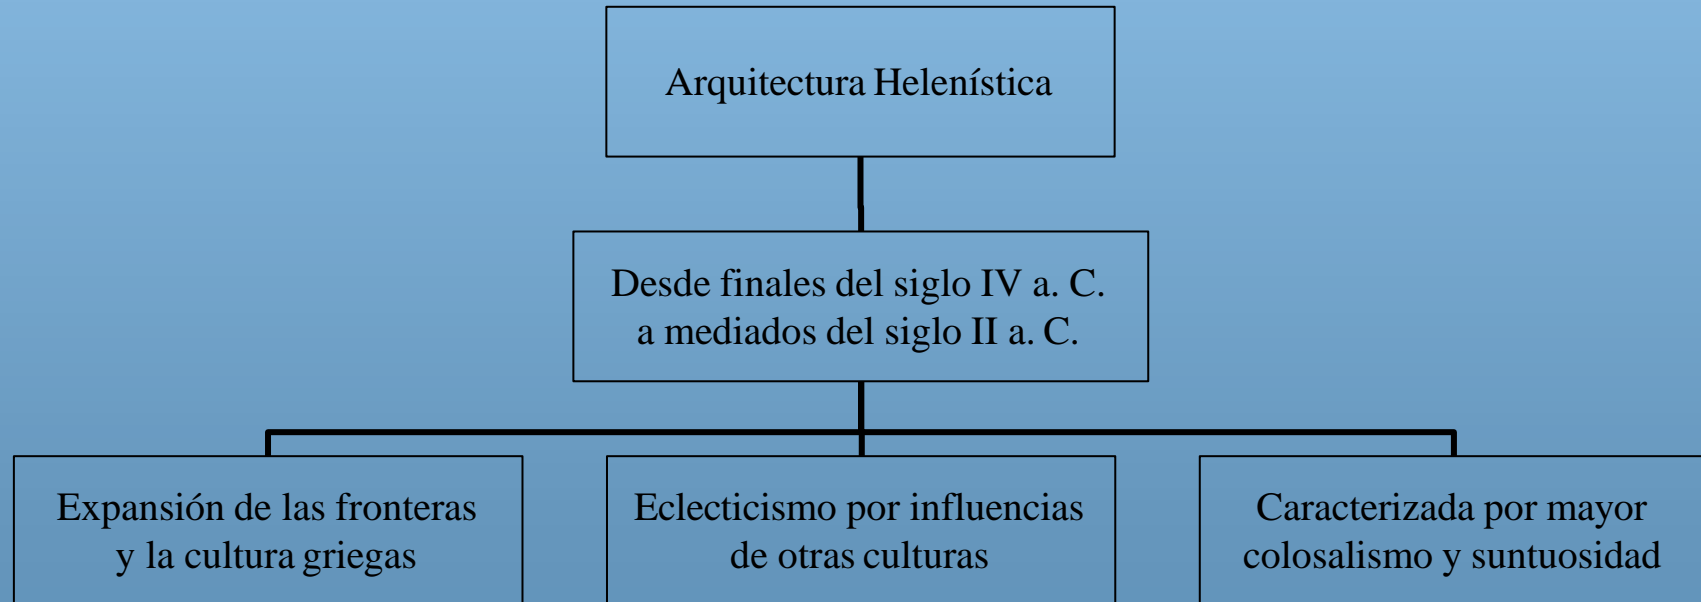 Arquitectura Helenística
Desde finales del siglo IV a. C.
a mediados del siglo II a. C.
Expansión de las fronteras
y la cultura griegas
Eclecticismo por influencias
de otras culturas
Caracterizada por mayor
colosalismo y suntuosidad